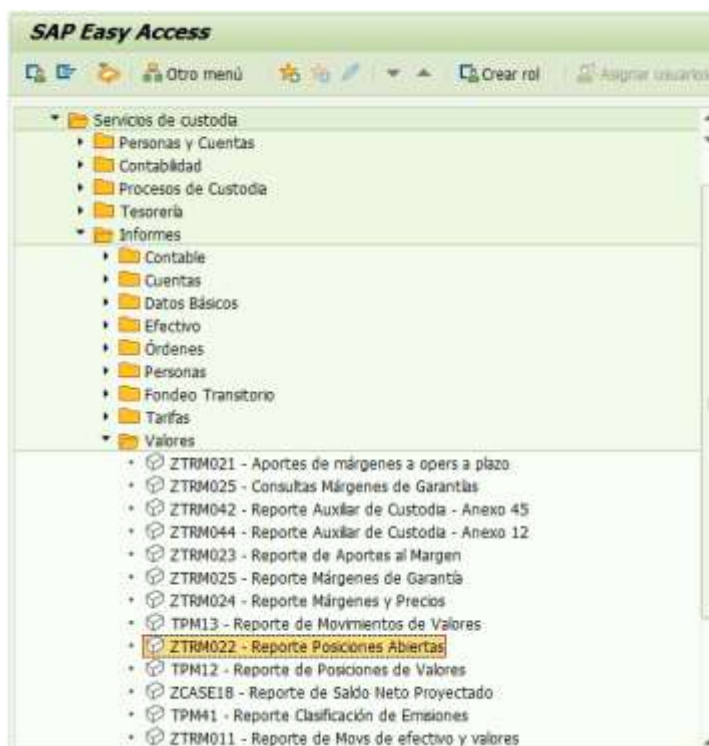 SAP Easy Access
Otro menú Crear rol Asignar usuarios
Servicios de custodia
Personas y Cuentas
Contabilidad
Procesos de Custodia
Tesorería
Informes
Contable
Cuentas
Datos Básicos
Efectivo
Órdenes
Personas
Fondeo Transitorio
Tarifas
Valores
ZTRM021 - Aportes de márgenes a opers a plazo
ZTRM025 - Consultas Márgenes de Garantías
ZTRM042 - Reporte Auxiliar de Custodia - Anexo 45
ZTRM044 - Reporte Auxiliar de Custodia - Anexo 12
ZTRM023 - Reporte de Aportes al Margen
ZTRM025 - Reporte Márgenes de Garantía
ZTRM024 - Reporte Márgenes y Precios
TPM13 - Reporte de Movimientos de Valores
ZTRM022 - Reporte Posiciones Abiertas
TPM12 - Reporte de Posiciones de Valores
ZCASE18 - Reporte de Saldo Neto Proyectado
TPM41 - Reporte Clasificación de Emisiones
ZTRM011 - Reporte de Movs de efectivo y valores